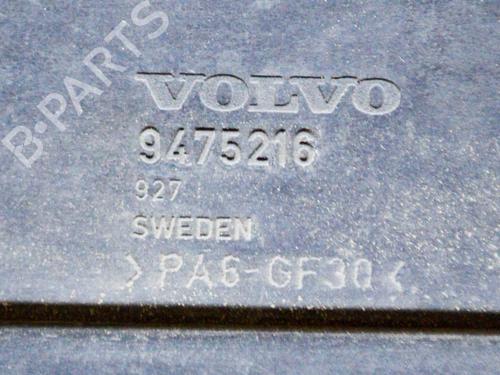 B-PARTS
VOLVO
9475216
927
SWEDEN
>PA6-GF30<